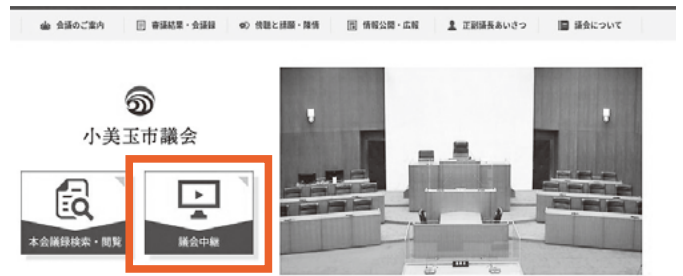 会議のご案内
審議結果・会議録
傍聴と請願・陳情
情報公開・広報
正副議長あいさつ
議会について
小美玉市議会
本会議録検索・閲覧
議会中継